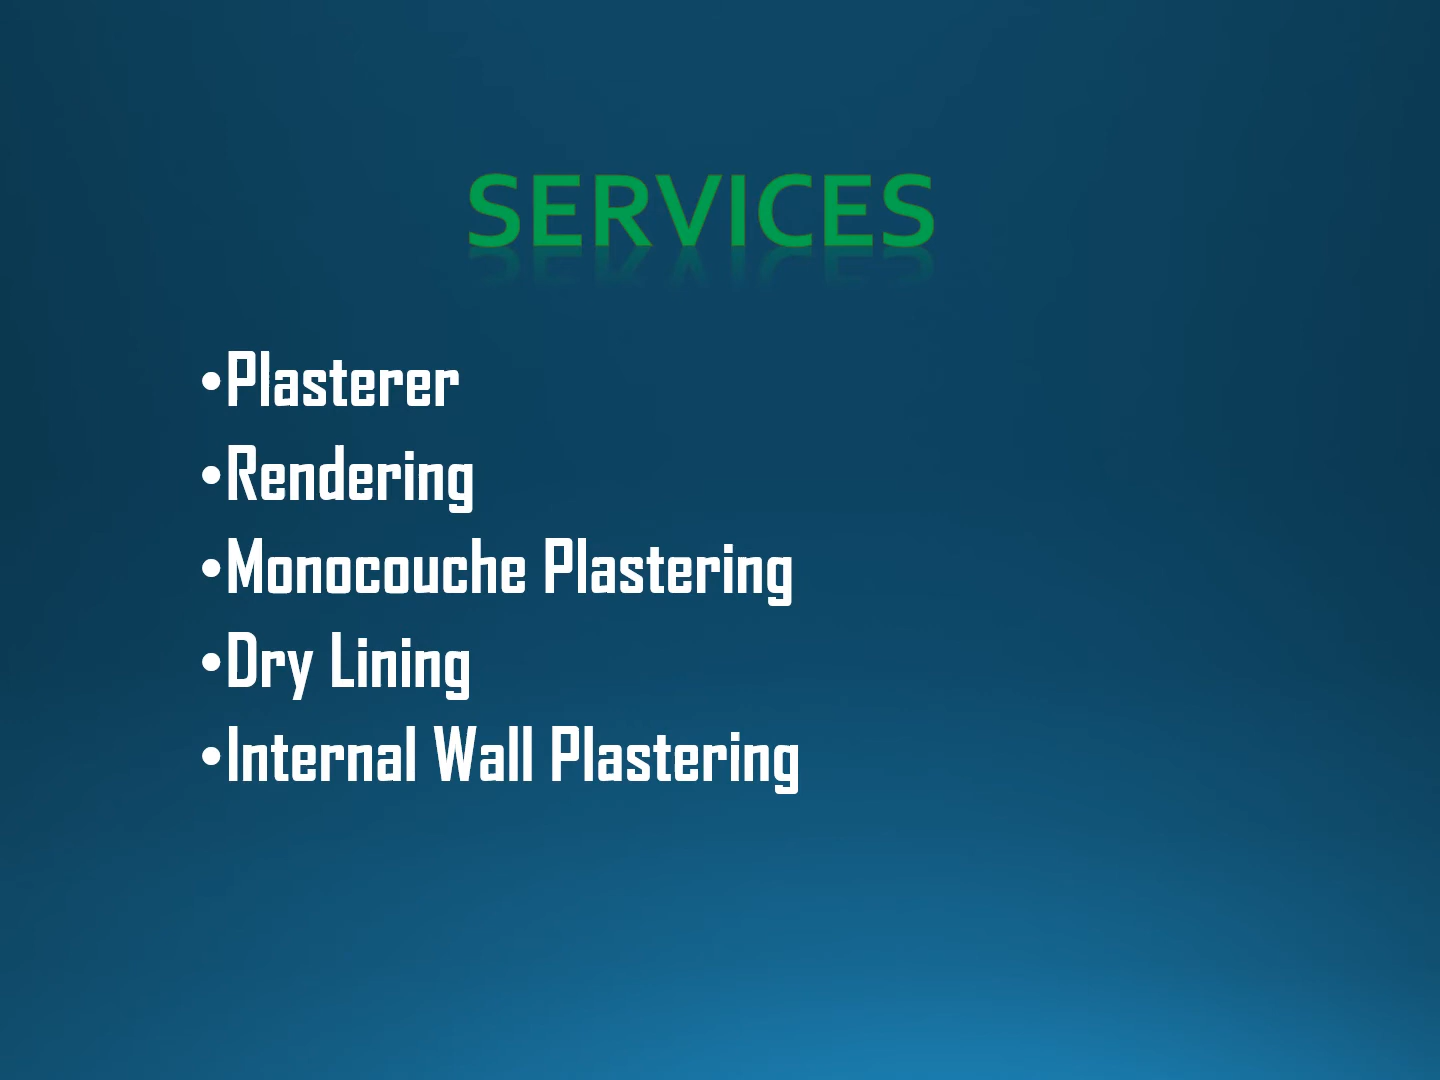 SERVICES
•Plasterer
•Rendering
•Monocouche Plastering
•Dry Lining
•Internal Wall Plastering